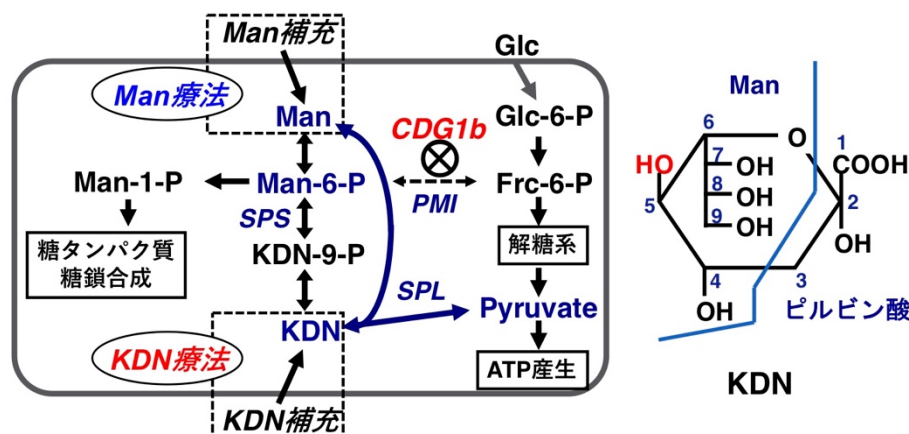 Man補充
Glc
Man療法
Man
CDG1b
Glc-6-P
Man-1-P
Man-6-P
PMI
Frc-6-P
SPS
糖タンパク質
糖鎖合成
KDN-9-P
解糖系
SPL
KDN
Pyruvate
KDN療法
ATP産生
KDN補充
Man
6
O
1
HO
7
OH
COOH
8
OH
2
5
9
OH
OH
4
3
OH
ピルビン酸
KDN